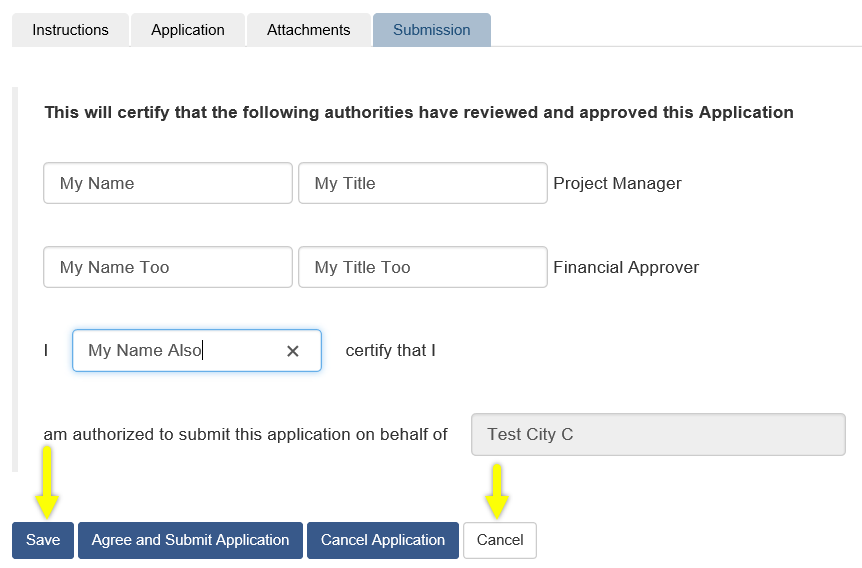 Instructions Application Attachments Submission
This will certify that the following authorities have reviewed and approved this Application
My Name My Title Project Manager
My Name Too My Title Too Financial Approver
I My Name Also × certify that I
am authorized to submit this application on behalf of Test City C
Save Agree and Submit Application Cancel Application Cancel